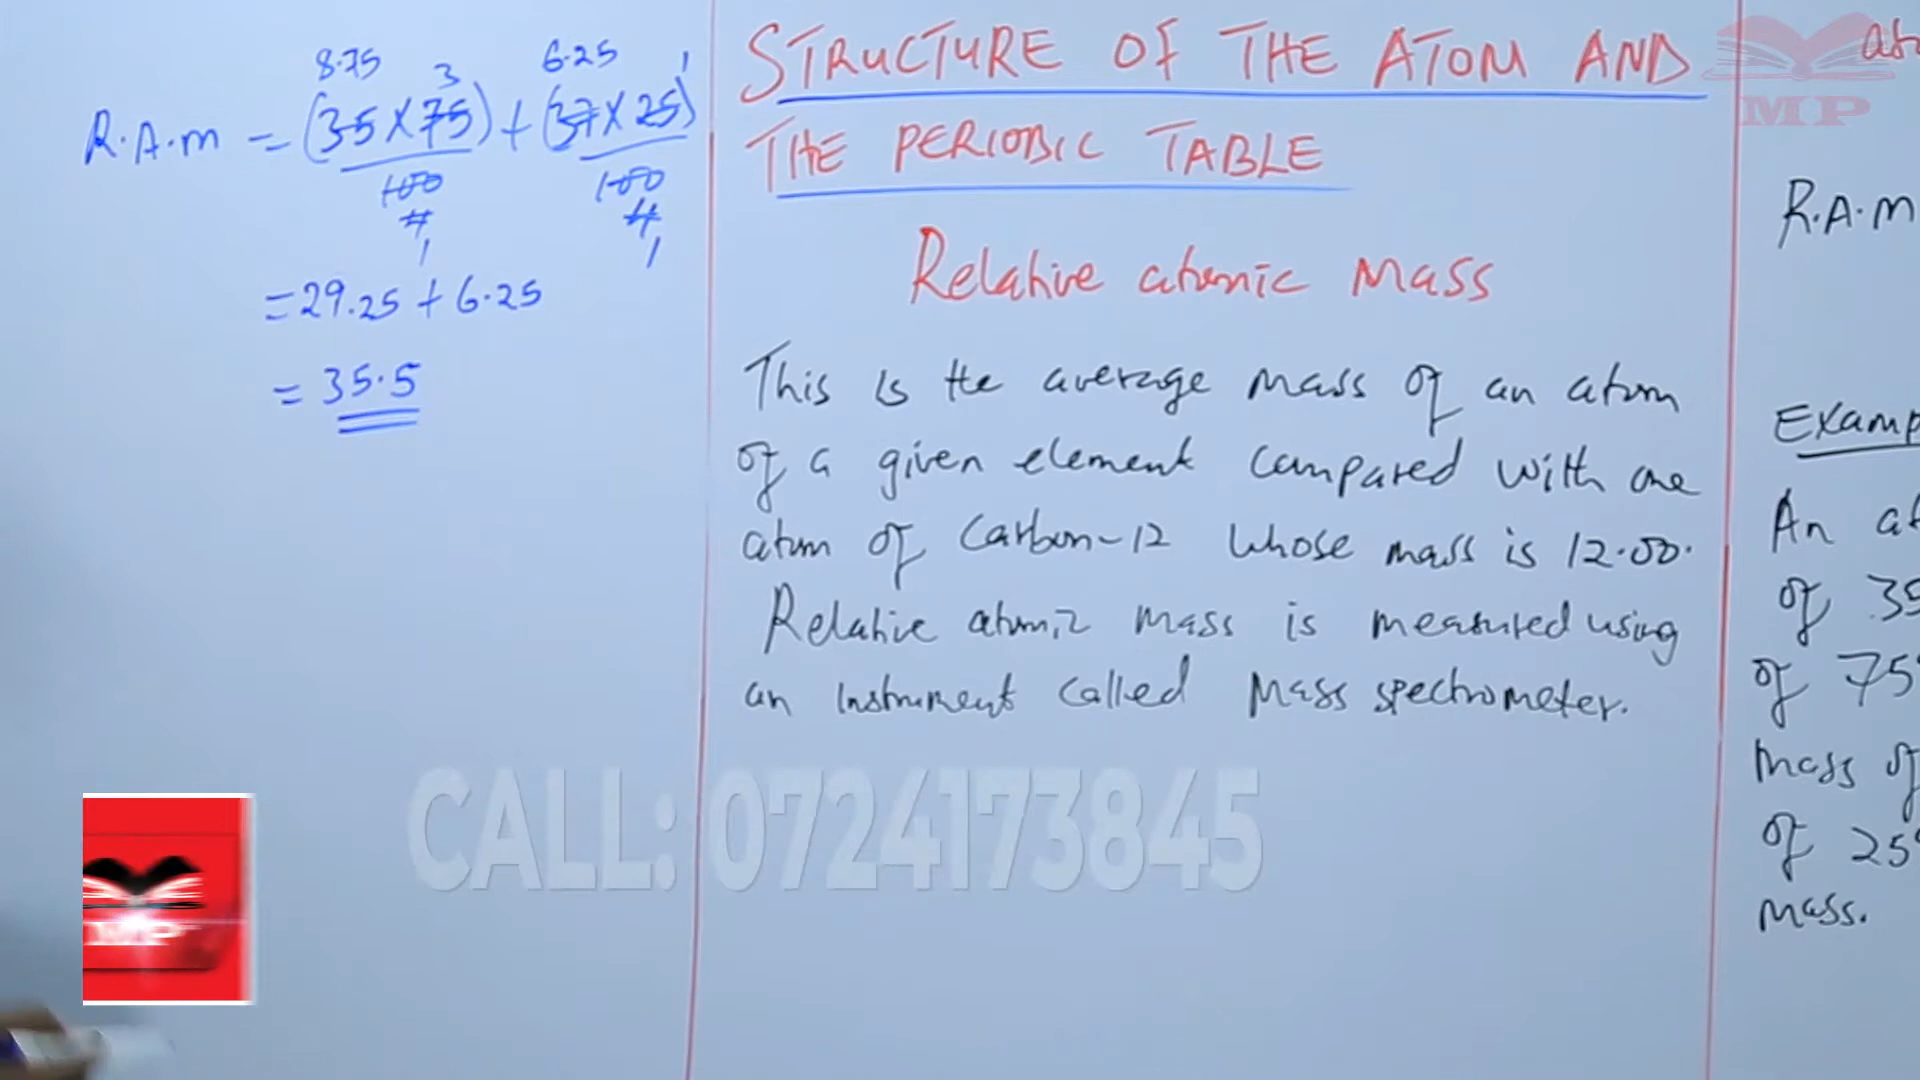 8.75 3 6.25 1
R.A.M = (35 X 75) + (37 X 25)
100 100
4 4
1 1
= 29.25 + 6.25
= 35.5
STRUCTURE OF THE ATOM AND
THE PERIODIC TABLE
Relative atomic Mass
This is the average mass of an atom
of a given element compared with one
atom of Carbon-12 whose mass is 12.00.
Relative atomic mass is measured using
an instrument called Mass spectrometer.
MP
R.A.M
Examp
An at
of 35
of 75%
mass of
of 25%
mass.
CALL: 0724173845
MP